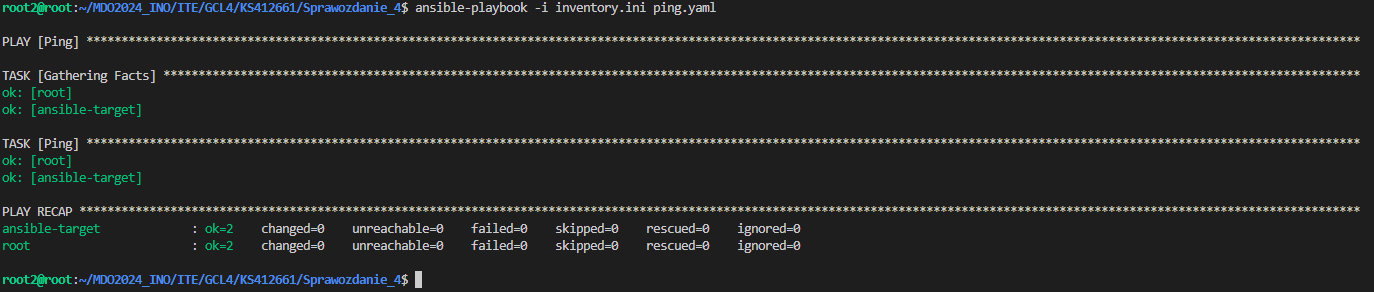 root2@root:~/MDO2024_INO/ITE/GCL4/KS412661/Sprawozdanie_4$ ansible-playbook -i inventory.ini ping.yaml
PLAY [Ping] **************************************************************************************************************************************************************************************
TASK [Gathering Facts] ***************************************************************************************************************************************************************************
ok: [root]
ok: [ansible-target]
TASK [Ping] **************************************************************************************************************************************************************************************
ok: [root]
ok: [ansible-target]
PLAY RECAP ***************************************************************************************************************************************************************************************
ansible-target             : ok=2    changed=0    unreachable=0    failed=0    skipped=0    rescued=0    ignored=0
root                       : ok=2    changed=0    unreachable=0    failed=0    skipped=0    rescued=0    ignored=0
root2@root:~/MDO2024_INO/ITE/GCL4/KS412661/Sprawozdanie_4$